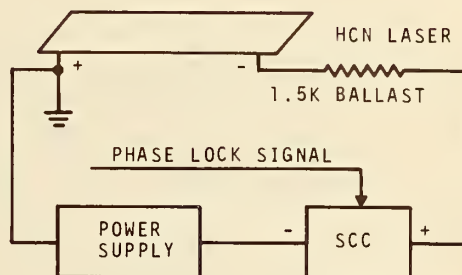 HCN LASER
+
-
1.5K BALLAST
PHASE LOCK SIGNAL
POWER
SUPPLY
-
SCC
+